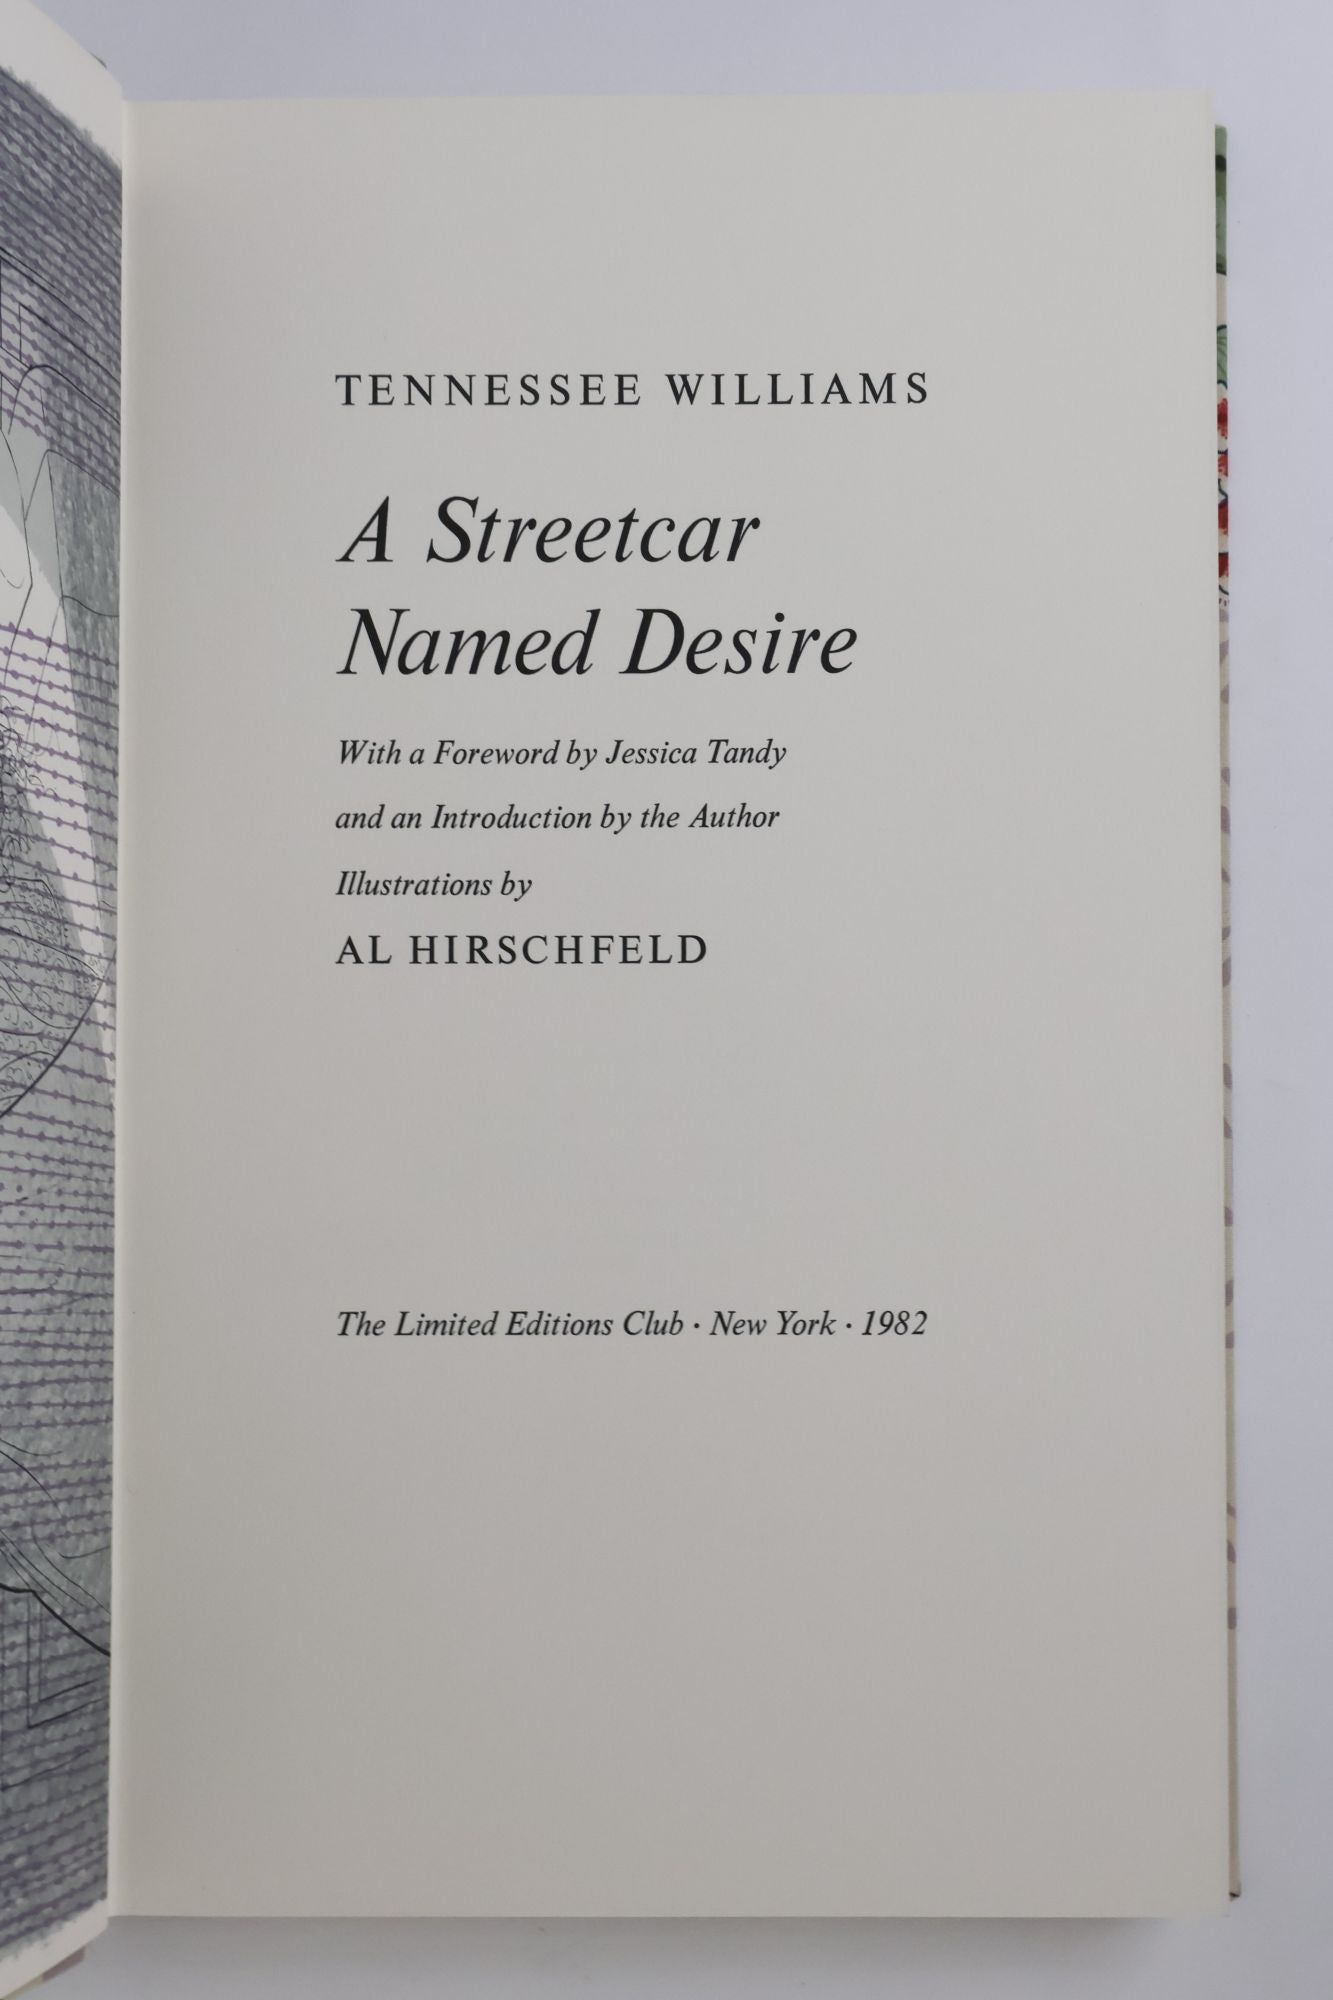 TENNESSEE WILLIAMS
A Streetcar
Named Desire
With a Foreword by Jessica Tandy
and an Introduction by the Author
Illustrations by
AL HIRSCHFELD
The Limited Editions Club · New York · 1982